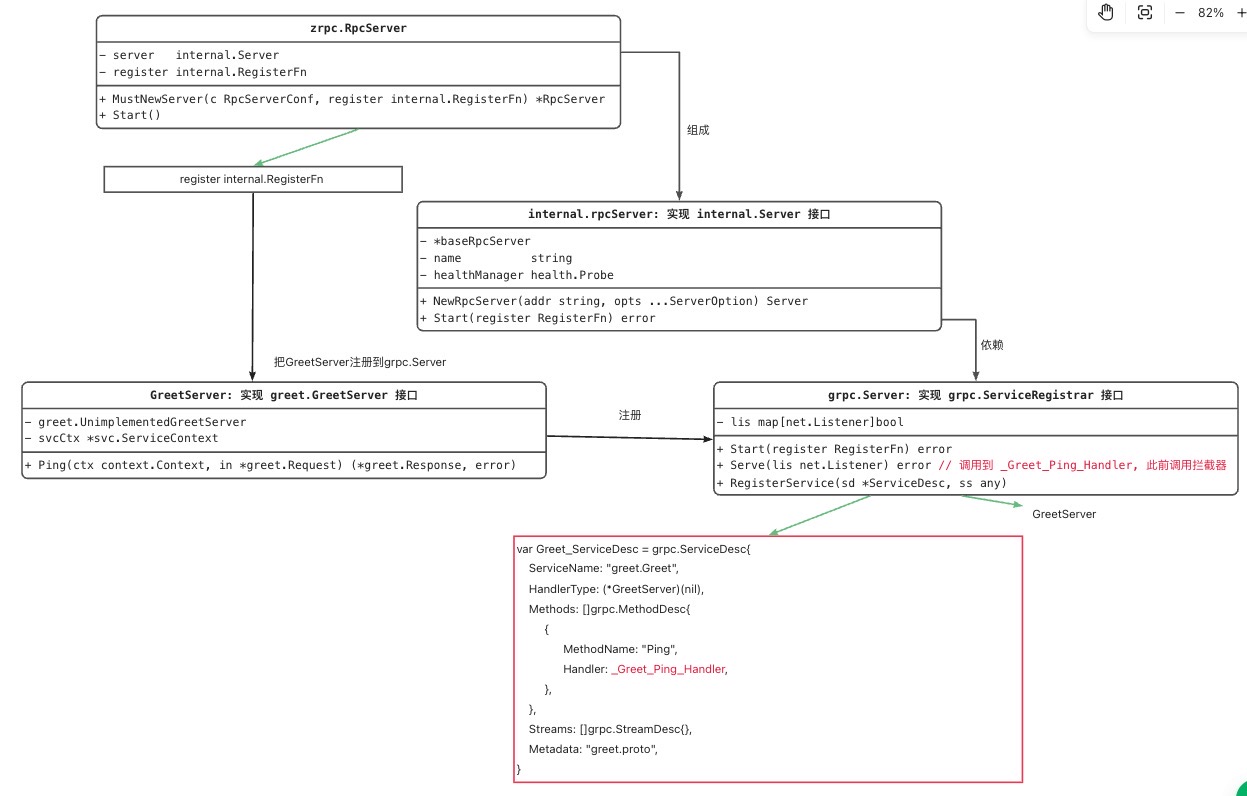 82%
zrpc.RpcServer
- server   internal.Server
- register internal.RegisterFn
+ MustNewServer(c RpcServerConf, register internal.RegisterFn) *RpcServer
+ Start()
组成
register internal.RegisterFn
internal.rpcServer: 实现 internal.Server 接口
- *baseRpcServer
- name          string
- healthManager health.Probe
+ NewRpcServer(addr string, opts ...ServerOption) Server
+ Start(register RegisterFn) error
依赖
把GreetServer注册到grpc.Server
GreetServer: 实现 greet.GreetServer 接口
- greet.UnimplementedGreetServer
- svcCtx *svc.ServiceContext
+ Ping(ctx context.Context, in *greet.Request) (*greet.Response, error)
注册
grpc.Server: 实现 grpc.ServiceRegistrar 接口
- lis map[net.Listener]bool
+ Start(register RegisterFn) error
+ Serve(lis net.Listener) error // 调用到 _Greet_Ping_Handler, 此前调用拦截器
+ RegisterService(sd *ServiceDesc, ss any)
GreetServer
var Greet_ServiceDesc = grpc.ServiceDesc{
    ServiceName: "greet.Greet",
    HandlerType: (*GreetServer)(nil),
    Methods: []grpc.MethodDesc{
        {
            MethodName: "Ping",
            Handler: _Greet_Ping_Handler,
        },
    },
    Streams: []grpc.StreamDesc{},
    Metadata: "greet.proto",
}